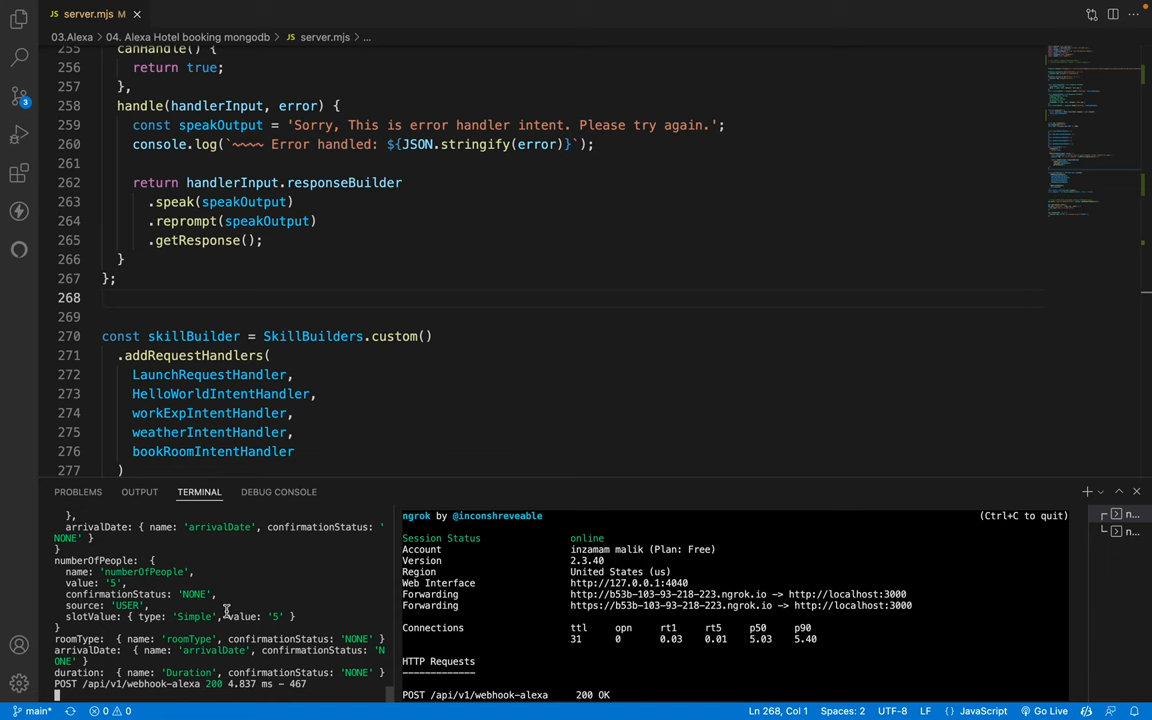 server.mjs M
03.Alexa > 04. Alexa Hotel booking mongodb > JS server.mjs > ...
255 canHandle() {
256 return true;
257 },
258 handle(handlerInput, error) {
259 const speakOutput = 'Sorry, This is error handler intent. Please try again.';
260 console.log(`~~~~ Error handled: ${JSON.stringify(error)}`);
261
262 return handlerInput.responseBuilder
263 .speak(speakOutput)
264 .reprompt(speakOutput)
265 .getResponse();
266 }
267 };
268
269
270 const skillBuilder = SkillBuilders.custom()
271 .addRequestHandlers(
272 LaunchRequestHandler,
273 HelloWorldIntentHandler,
274 workExpIntentHandler,
275 weatherIntentHandler,
276 bookRoomIntentHandler
277 )
PROBLEMS OUTPUT TERMINAL DEBUG CONSOLE
},
arrivalDate: { name: 'arrivalDate', confirmationStatus: '
NONE' }
}
numberOfPeople: {
name: 'numberOfPeople',
value: '5',
confirmationStatus: 'NONE',
source: 'USER',
slotValue: { type: 'Simple', value: '5' }
}
roomType: { name: 'roomType', confirmationStatus: 'NONE' }
arrivalDate: { name: 'arrivalDate', confirmationStatus: 'N
ONE' }
duration: { name: 'Duration', confirmationStatus: 'NONE' }
POST /api/v1/webhook-alexa 200 4.837 ms - 467
ngrok by @inconshreveable (Ctrl+C to quit)
Session Status online
Account inzamam malik (Plan: Free)
Version 2.3.40
Region United States (us)
Web Interface http://127.0.0.1:4040
Forwarding http://b53b-103-93-218-223.ngrok.io -> http://localhost:3000
Forwarding https://b53b-103-93-218-223.ngrok.io -> http://localhost:3000
Connections ttl opn rt1 rt5 p50 p90
31 0 0.03 0.01 5.03 5.40
HTTP Requests
-------------
POST /api/v1/webhook-alexa 200 OK
n...
n...
3
main* 0 0 Ln 268, Col 1 Spaces: 2 UTF-8 LF {} JavaScript Go Live